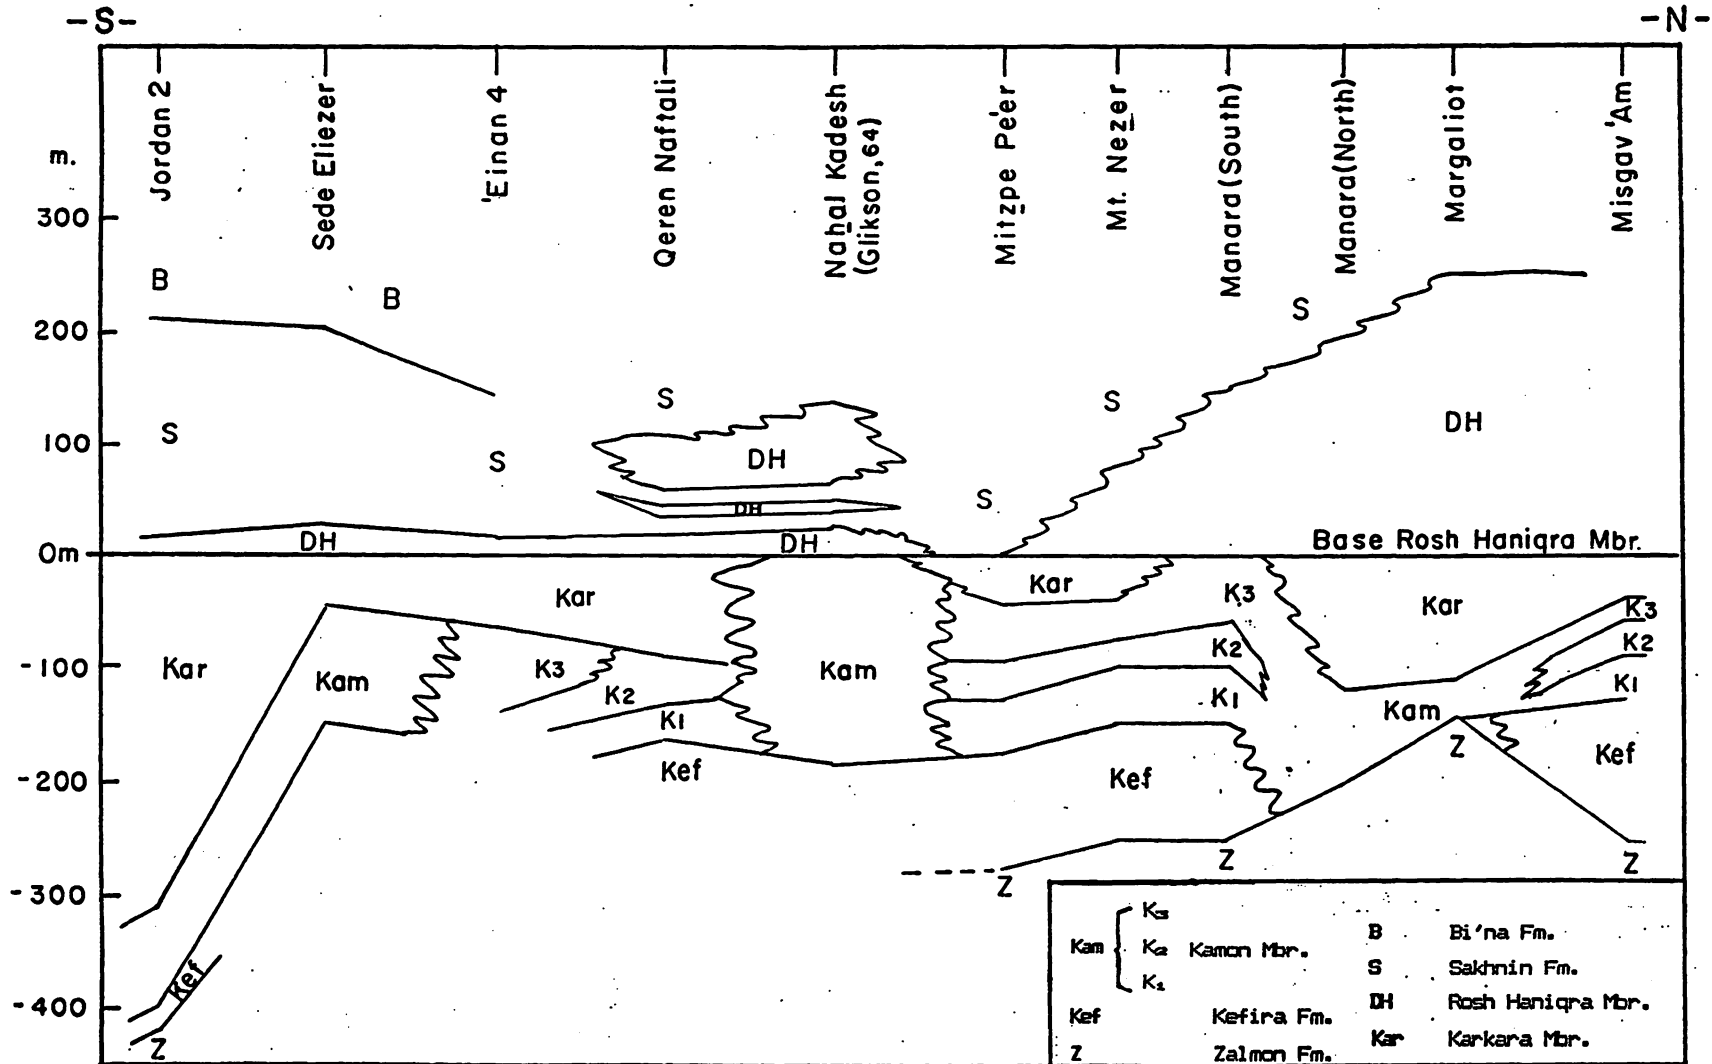 -S-
-N-
Jordan 2
Sede Eliezer
'Einan 4
Qeren Naftali
Nahal Kadesh
(Glikson,64)
Mitzpe Pe'er
Mt. Nezer
Manara (South)
Manara (North)
Margaliot
Misgav 'Am
m.
300
200
100
0m
-100
-200
-300
-400
B
B
S
S
S
S
S
S
S
DH
DH
DH
DH
DH
Base Rosh Haniqra Mbr.
Kar
Kar
Kar
Kar
Kam
Kam
Kam
K3
K2
K1
K3
K2
K1
K3
K2
K1
Kef
Kef
Kef
Kef
Z
Z
Z
Z
Z
Kam
K3
K2
K1
Kamon Mbr.
Kef Kefira Fm.
Z Zalmon Fm.
B Bi'na Fm.
S Sakhnin Fm.
DH Rosh Haniqra Mbr.
Kar Karkara Mbr.